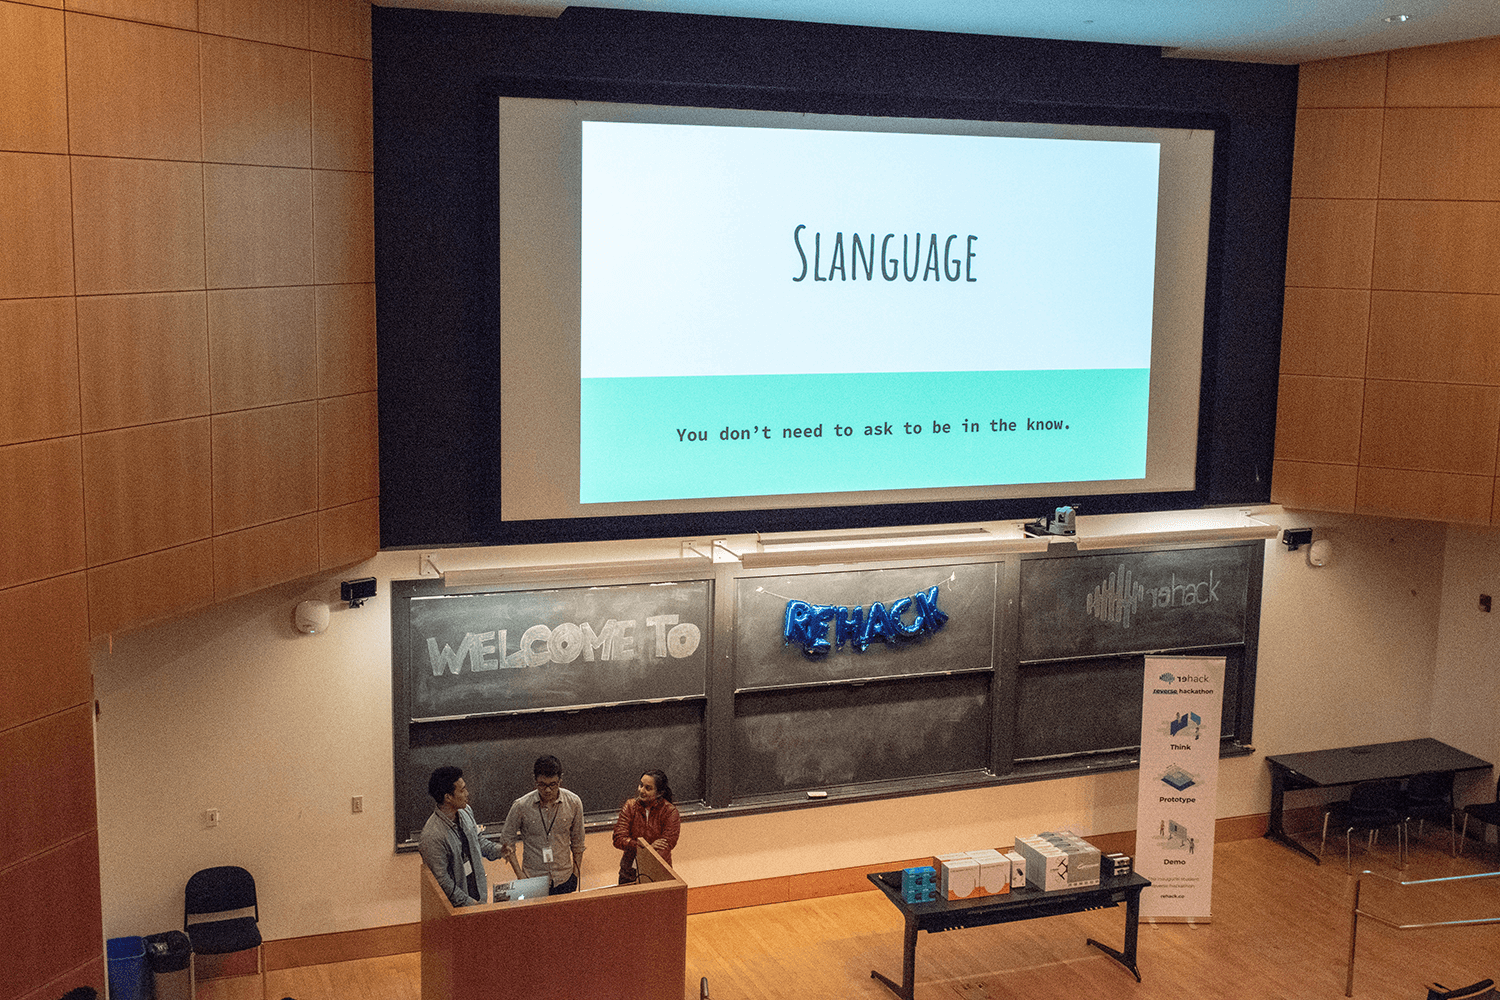 SLANGUAGE
You don't need to ask to be in the know.
WELCOME TO
REHACK
rehack
rehack
reverse hackathon
Think
Prototype
Demo
rehack.co